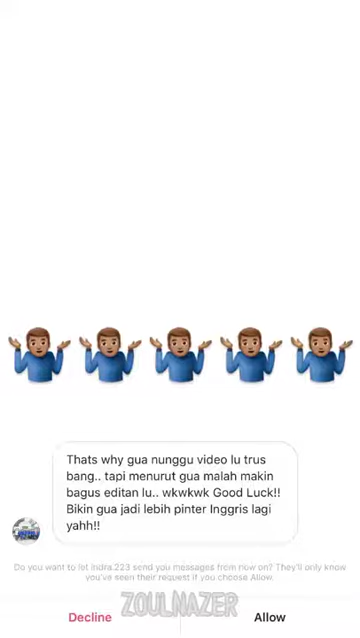 Thats why gua nunggu video lu trus
bang.. tapi menurut gua malah makin
bagus editan lu.. wkwkwk Good Luck!!
Bikin gua jadi lebih pinter Inggris lagi
yahh!!
Do you want to let Indra.223 send you messages from now on? They'll only know
you've seen their request if you choose Allow.
ZOULNAZER
Decline
Allow